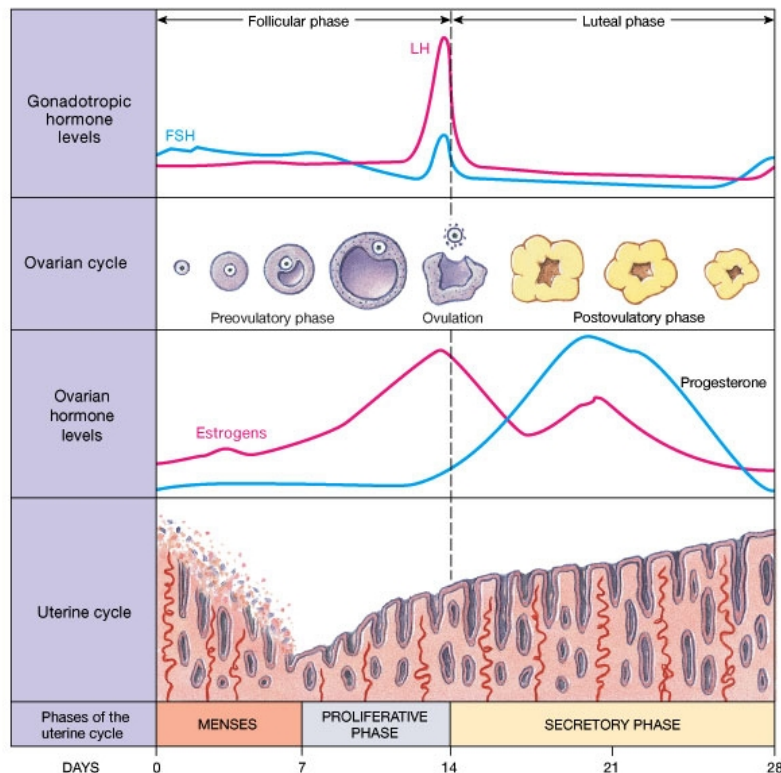 Follicular phase
Luteal phase
Gonadotropic
hormone
levels
LH
FSH
Ovarian cycle
Preovulatory phase
Ovulation
Postovulatory phase
Ovarian
hormone
levels
Estrogens
Progesterone
Uterine cycle
Phases of the
uterine cycle
MENSES
PROLIFERATIVE
PHASE
SECRETORY PHASE
DAYS 0 7 14 21 28